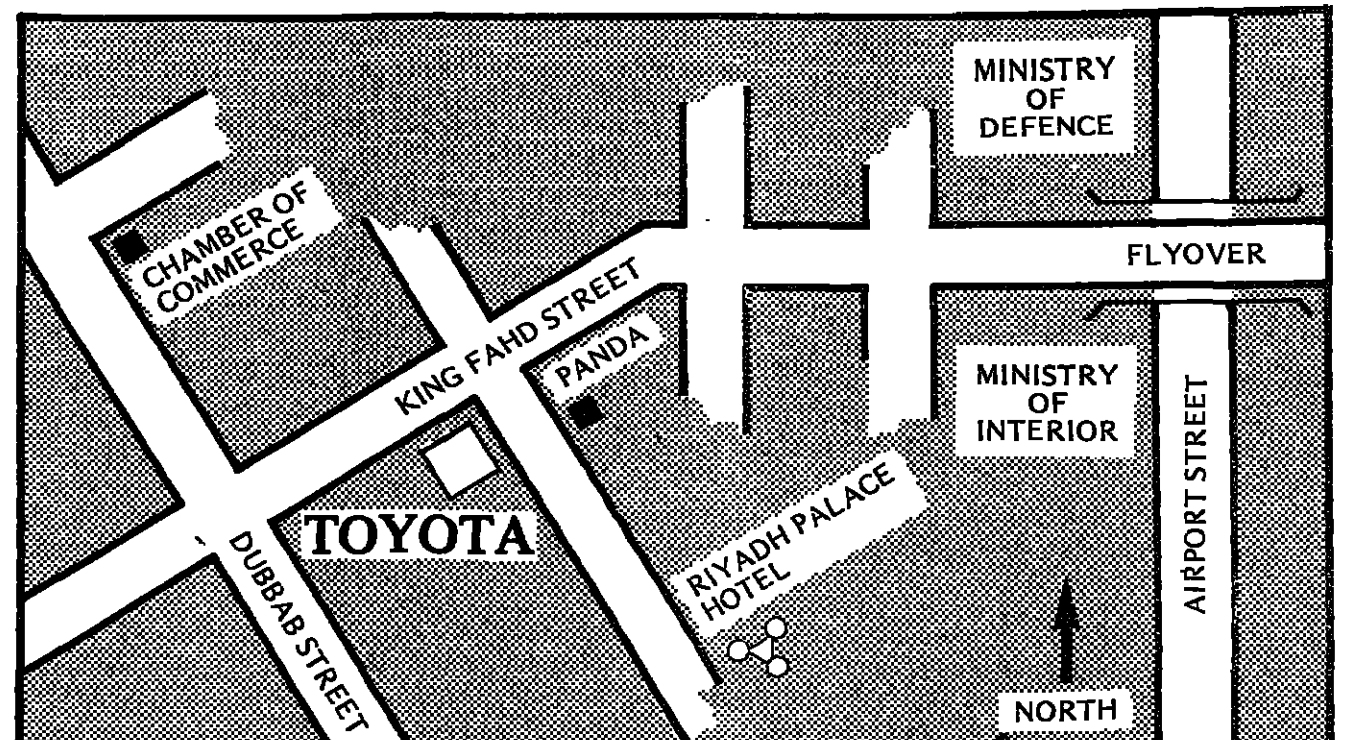 MINISTRY
OF
DEFENCE
CHAMBER OF
COMMERCE
FLYOVER
KING FAHD STREET
PANDA
MINISTRY
OF
INTERIOR
AIRPORT STREET
RIYADH PALACE
HOTEL
TOYOTA
DUBBAB STREET
NORTH